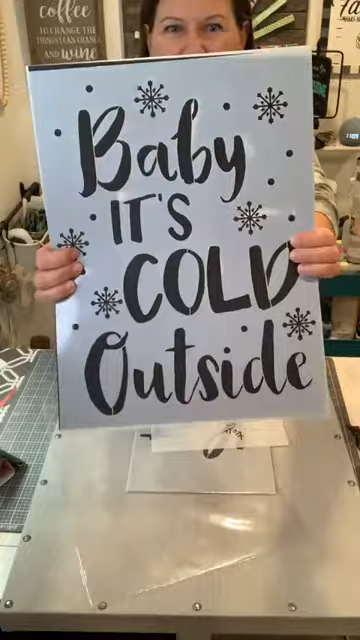 coffee
TO CHANGE THE
THINGS I CAN CHANGE
AND wine
Baby
IT'S
COLD
Outside